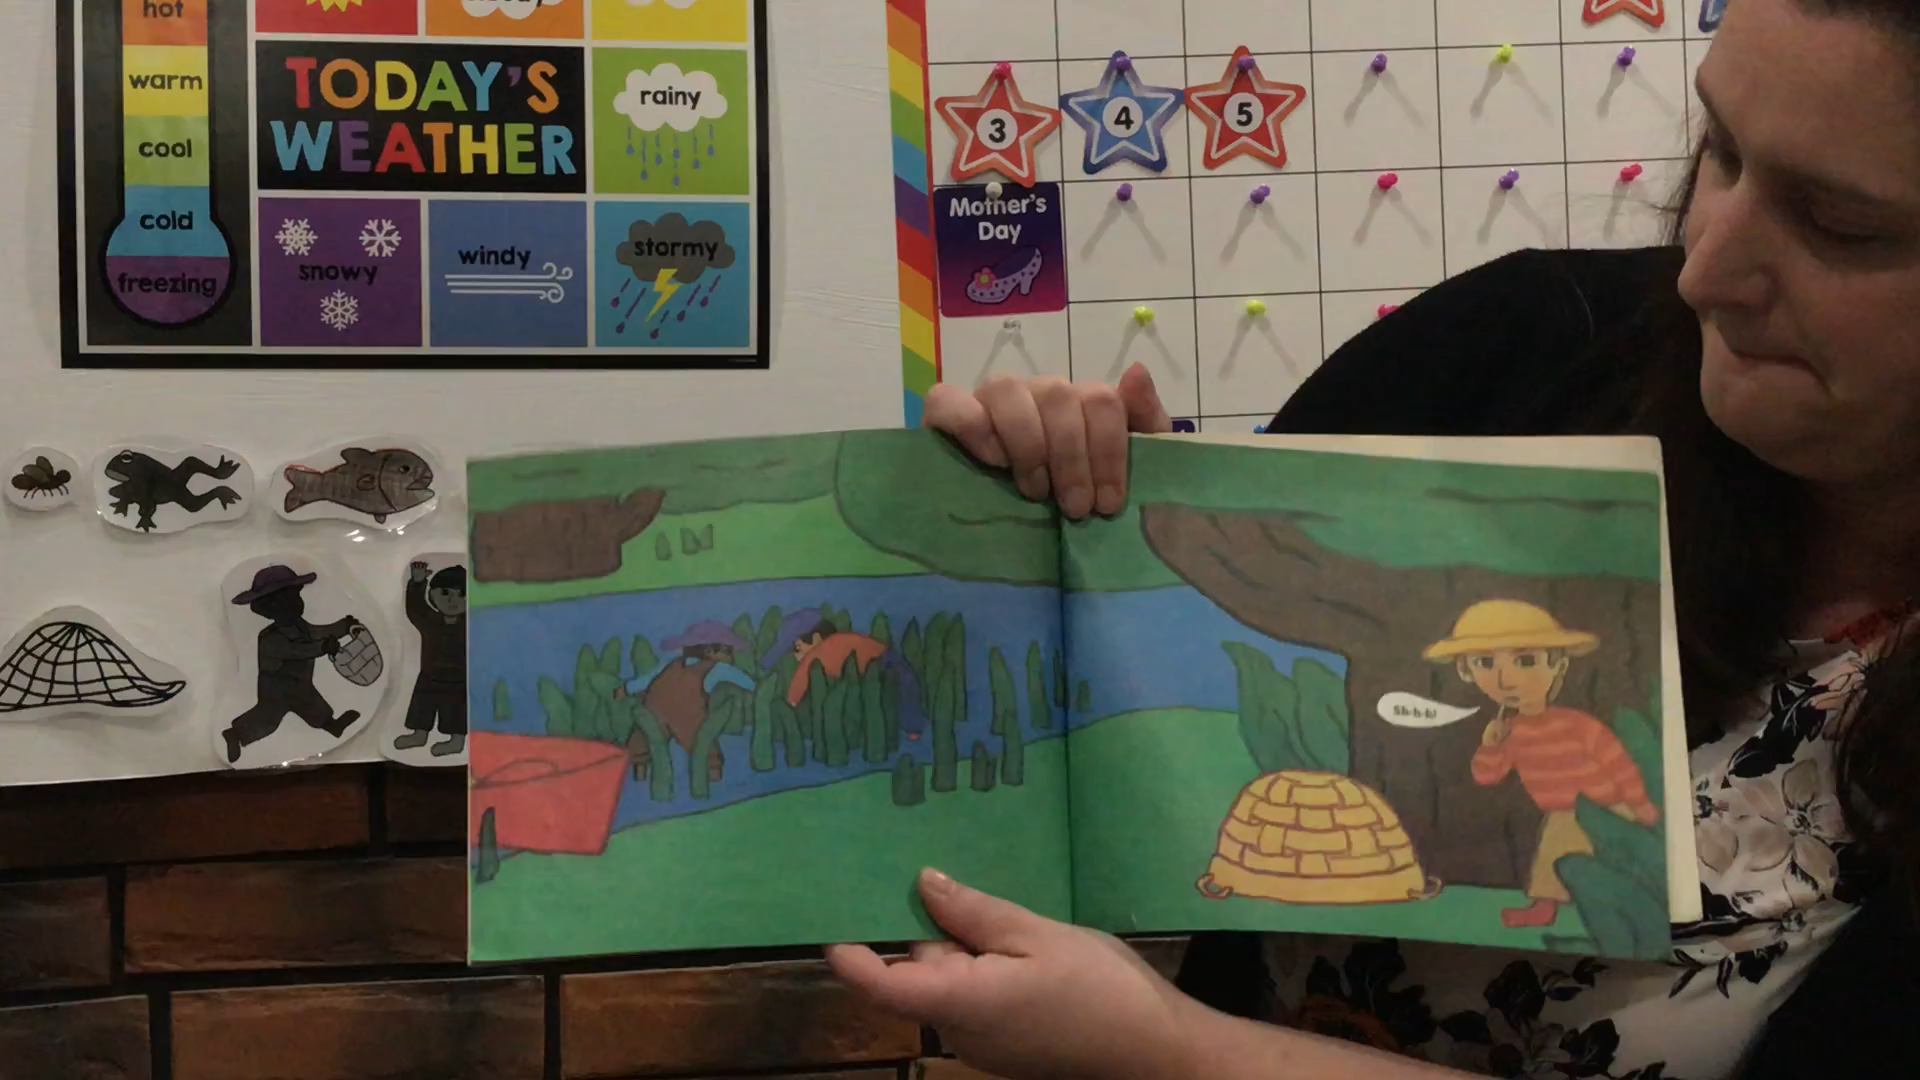 hot
warm
cool
cold
freezing
TODAY'S
WEATHER
rainy
snowy
windy
stormy
3
4
5
Mother's
Day
Sh-h-h!